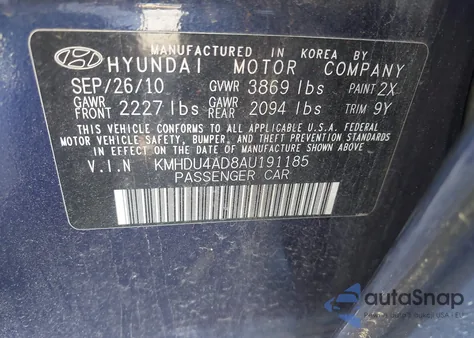 MANUFACTURED IN KOREA BY
HYUNDAI MOTOR COMPANY
SEP/26/10 GVWR 3869 lbs PAINT 2X
GAWR FRONT 2227 lbs GAWR REAR 2094 lbs TRIM 9Y
THIS VEHICLE CONFORMS TO ALL APPLICABLE U.S.A. FEDERAL
MOTOR VEHICLE SAFETY, BUMPER, AND THEFT PREVENTION STANDARDS
IN EFFECT ON THE DATE OF MANUFACTURE SHOWN ABOVE.
V.I.N KMHDU4AD8AU191185
PASSENGER CAR
autoSnap